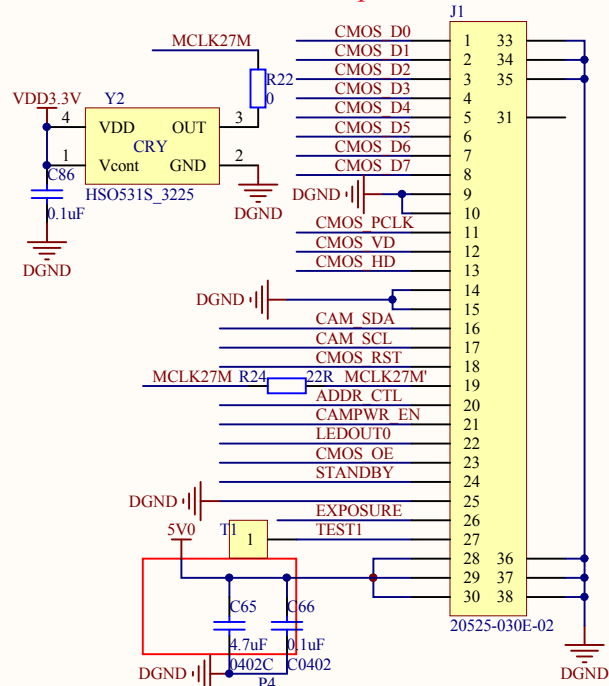 J1
MCLK27M
R22
0
VDD3.3V
Y2
4
VDD
OUT
3
CRY
1
Vcont
GND
2
C86
HSO531S_3225
0.1uF
DGND
DGND
CMOS_D0
1
33
CMOS_D1
2
34
CMOS_D2
3
35
CMOS_D3
4
CMOS_D4
5
31
CMOS_D5
6
CMOS_D6
7
CMOS_D7
8
DGND
9
10
CMOS_PCLK
11
CMOS_VD
12
CMOS_HD
13
DGND
14
15
CAM_SDA
16
CAM_SCL
17
CMOS_RST
18
MCLK27M
R24
22R
MCLK27M'
19
ADDR_CTL
20
CAMPWR_EN
21
LEDOUT0
22
CMOS_OE
23
STANDBY
24
DGND
25
EXPOSURE
26
T1
1
TEST1
27
5V0
28
36
29
37
30
38
C65
C66
4.7uF
0.1uF
0402C
C0402
DGND
P4
20525-030E-02
DGND